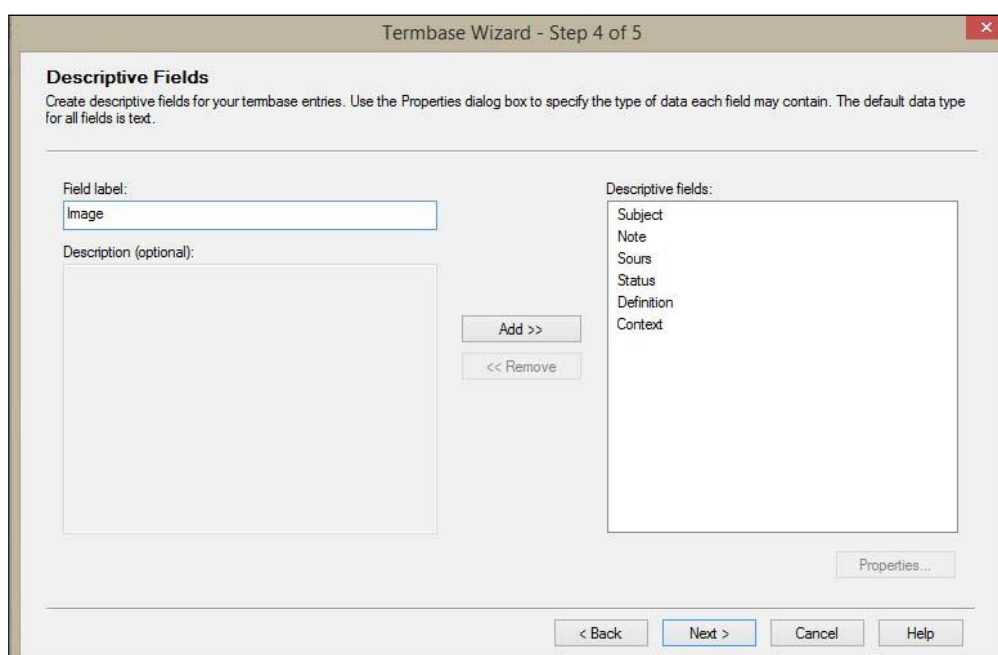 Termbase Wizard - Step 4 of 5
Descriptive Fields
Create descriptive fields for your termbase entries. Use the Properties dialog box to specify the type of data each field may contain. The default data type
for all fields is text.
Field label:
Image
Description (optional):
Add >>
<< Remove
Descriptive fields:
Subject
Note
Sours
Status
Definition
Context
Properties...
< Back
Next >
Cancel
Help